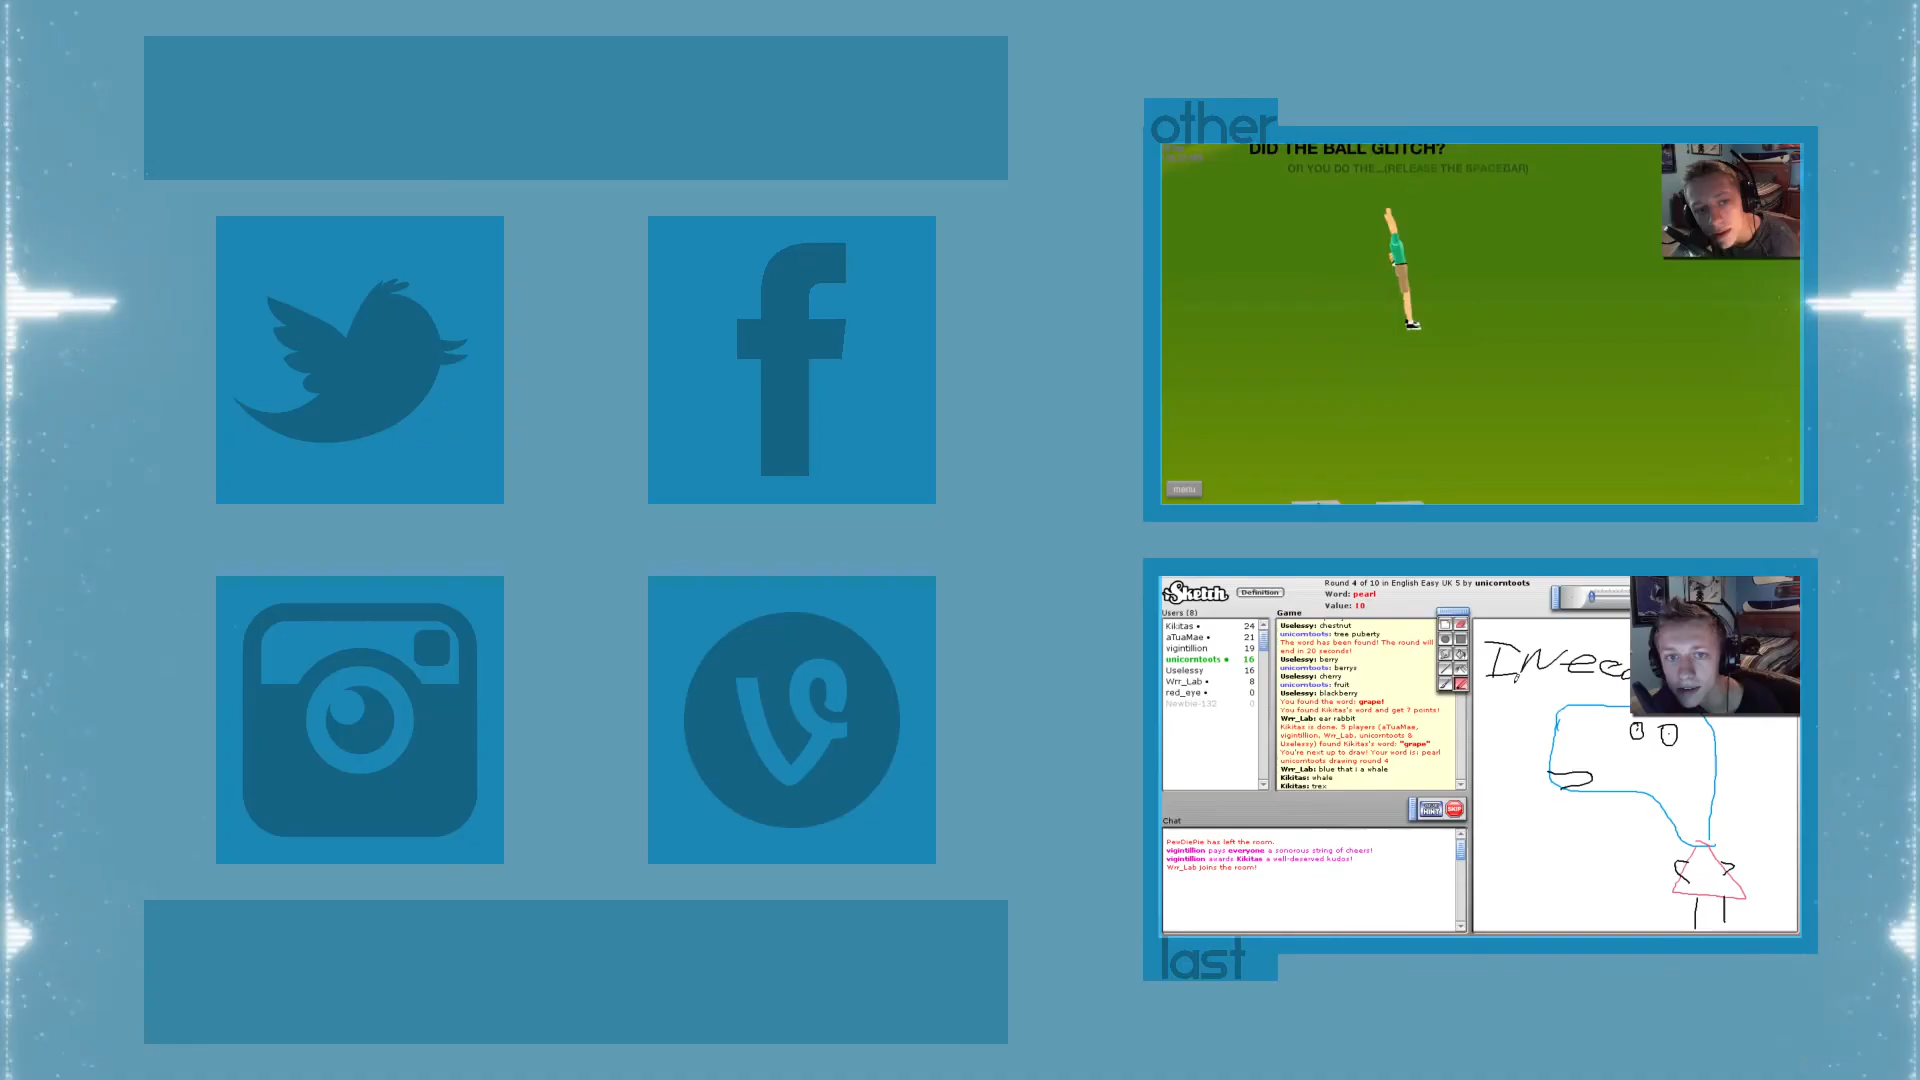 other
DID THE BALL GLITCH?
OR YOU DO THE...(RELEASE THE SPACEBAR)
menu
iSketch
Definition
Round 4 of 10 in English Easy UK 5 by unicorntoots
Word: pearl
Value: 10
Users (8)
Kikitas • 24
aTuaMae • 21
vigintillion 19
unicorntoots • 16
Uselessy 16
Wrr_Lab • 8
red_eye • 0
Newbie-132 0
Game
Uselessy: chestnut
unicorntoots: tree puberty
The word has been found! The round will
end in 20 seconds!
Uselessy: berry
unicorntoots: berrys
Uselessy: cherry
unicorntoots: fruit
Uselessy: blackberry
You found the word: grape!
You found Kikitas's word and get 7 points!
Wrr_Lab: ear rabbit
Kikitas is done. 5 players (aTuaMae,
vigintillion, Wrr_Lab, unicorntoots &
Uselessy) found Kikitas's word: "grape"
You're next up to draw! Your word is: pearl
unicorntoots drawing round 4
Wrr_Lab: blue that i a whale
Kikitas: whale
Kikitas: trex
HINT
SKIP
I Need
Chat
PewDiePie has left the room.
vigintillion pays everyone a sonorous string of cheers!
vigintillion awards Kikitas a well-deserved kudos!
Wrr_Lab joins the room!
last